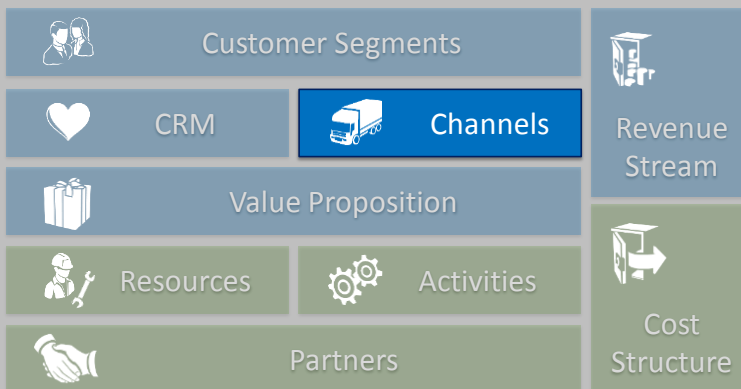 Customer Segments
CRM
Channels
Revenue
Stream
Value Proposition
Resources
Activities
Cost
Structure
Partners